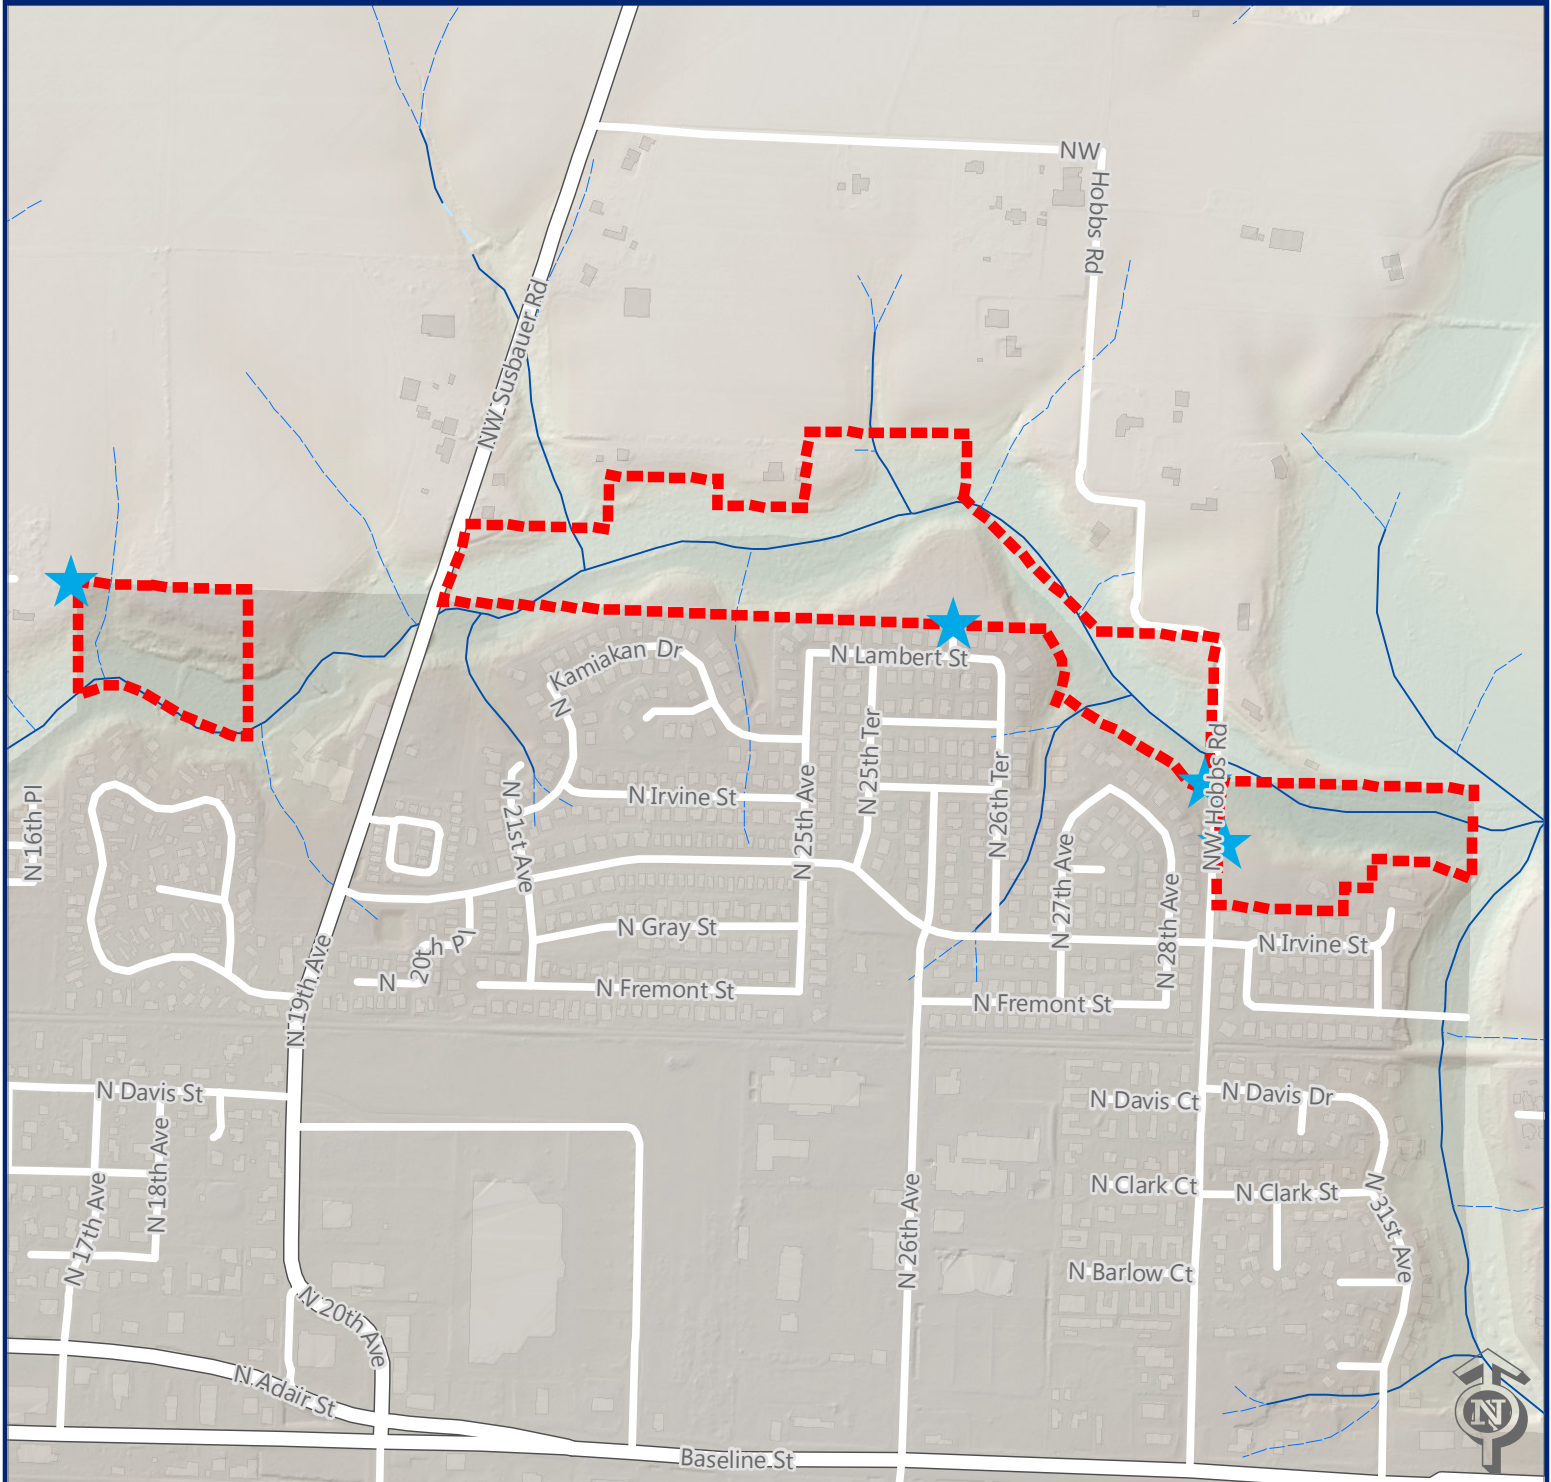 NW
Hobbs Rd
NW Susbauer Rd
Kamiakan Dr
N
N Lambert St
N 25th Ter
N 26th Ter
NW Hobbs Rd
N 16th Pl
N 21st Ave
N Irvine St
N 25th Ave
N 27th Ave
N 28th Ave
N Gray St
N
20th Pl
N 19th Ave
N Irvine St
N Fremont St
N Fremont St
N Davis St
N Davis Ct
N Davis Dr
N 18th Ave
N 17th Ave
N 26th Ave
N Clark Ct
N Clark St
N 31st Ave
N Barlow Ct
N 20th Ave
N Adair St
Baseline St
N